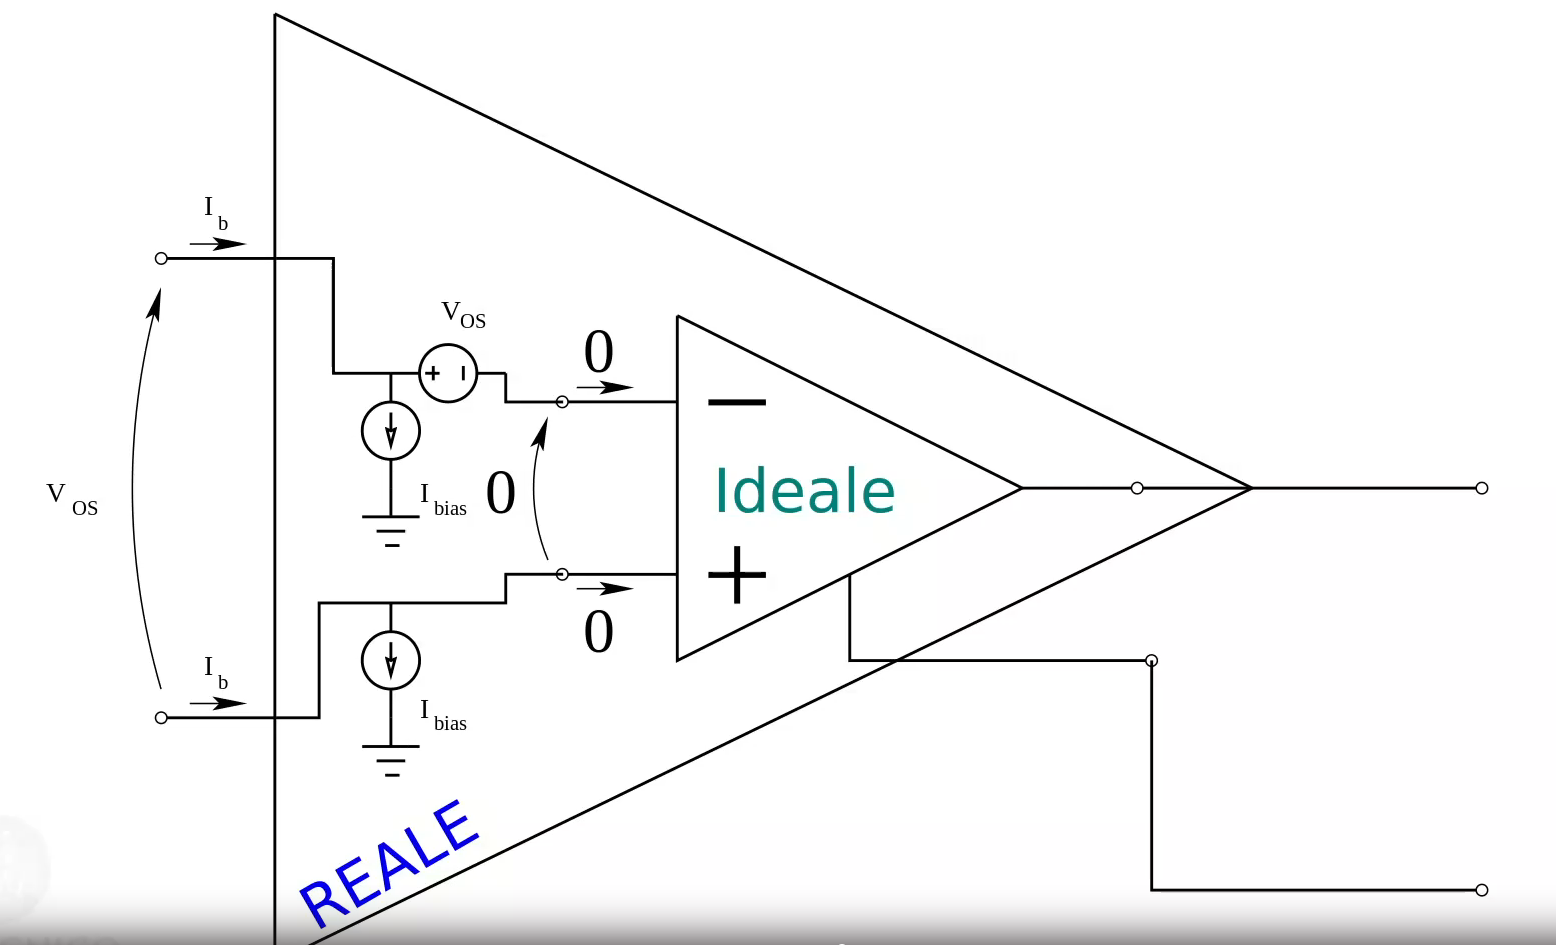 I b
V OS
0
V OS
I bias
0
Ideale
0
I b
I bias
REALE